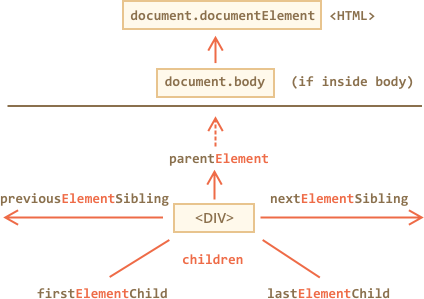 document.documentElement <HTML>
document.body (if inside body)
parentElement
previousElementSibling nextElementSibling
<DIV>
children
firstElementChild lastElementChild